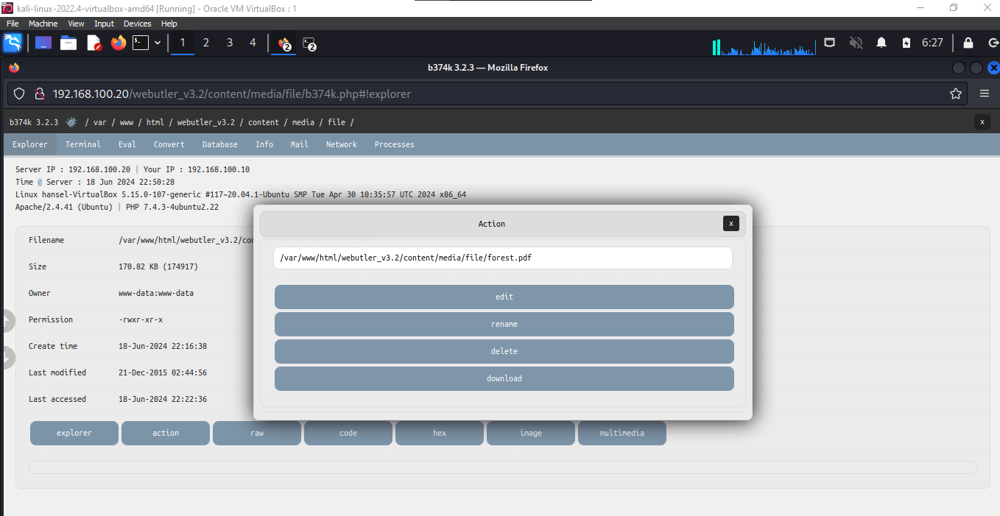 kali-linux-2022.4-virtualbox-amd64 [Running] - Oracle VM VirtualBox : 1
File Machine View Input Devices Help
1 2 3 4 2 2 6:27
b374k 3.2.3 — Mozilla Firefox
192.168.100.20/webutler_v3.2/content/media/file/b374k.php#!explorer
b374k 3.2.3 / var / www / html / webutler_v3.2 / content / media / file / x
Explorer Terminal Eval Convert Database Info Mail Network Processes
Server IP : 192.168.100.20 | Your IP : 192.168.100.10
Time @ Server : 18 Jun 2024 22:50:28
Linux hansel-VirtualBox 5.15.0-107-generic #117~20.04.1-Ubuntu SMP Tue Apr 30 10:35:57 UTC 2024 x86_64
Apache/2.4.41 (Ubuntu) | PHP 7.4.3-4ubuntu2.22
Action x
/var/www/html/webutler_v3.2/content/media/file/forest.pdf
edit
rename
delete
download
Filename /var/www/html/webutler_v3.2/con
Size 170.82 KB (174917)
Owner www-data:www-data
Permission -rwxr-xr-x
Create time 18-Jun-2024 22:16:38
Last modified 21-Dec-2015 02:44:56
Last accessed 18-Jun-2024 22:22:36
explorer action raw code hex image multimedia